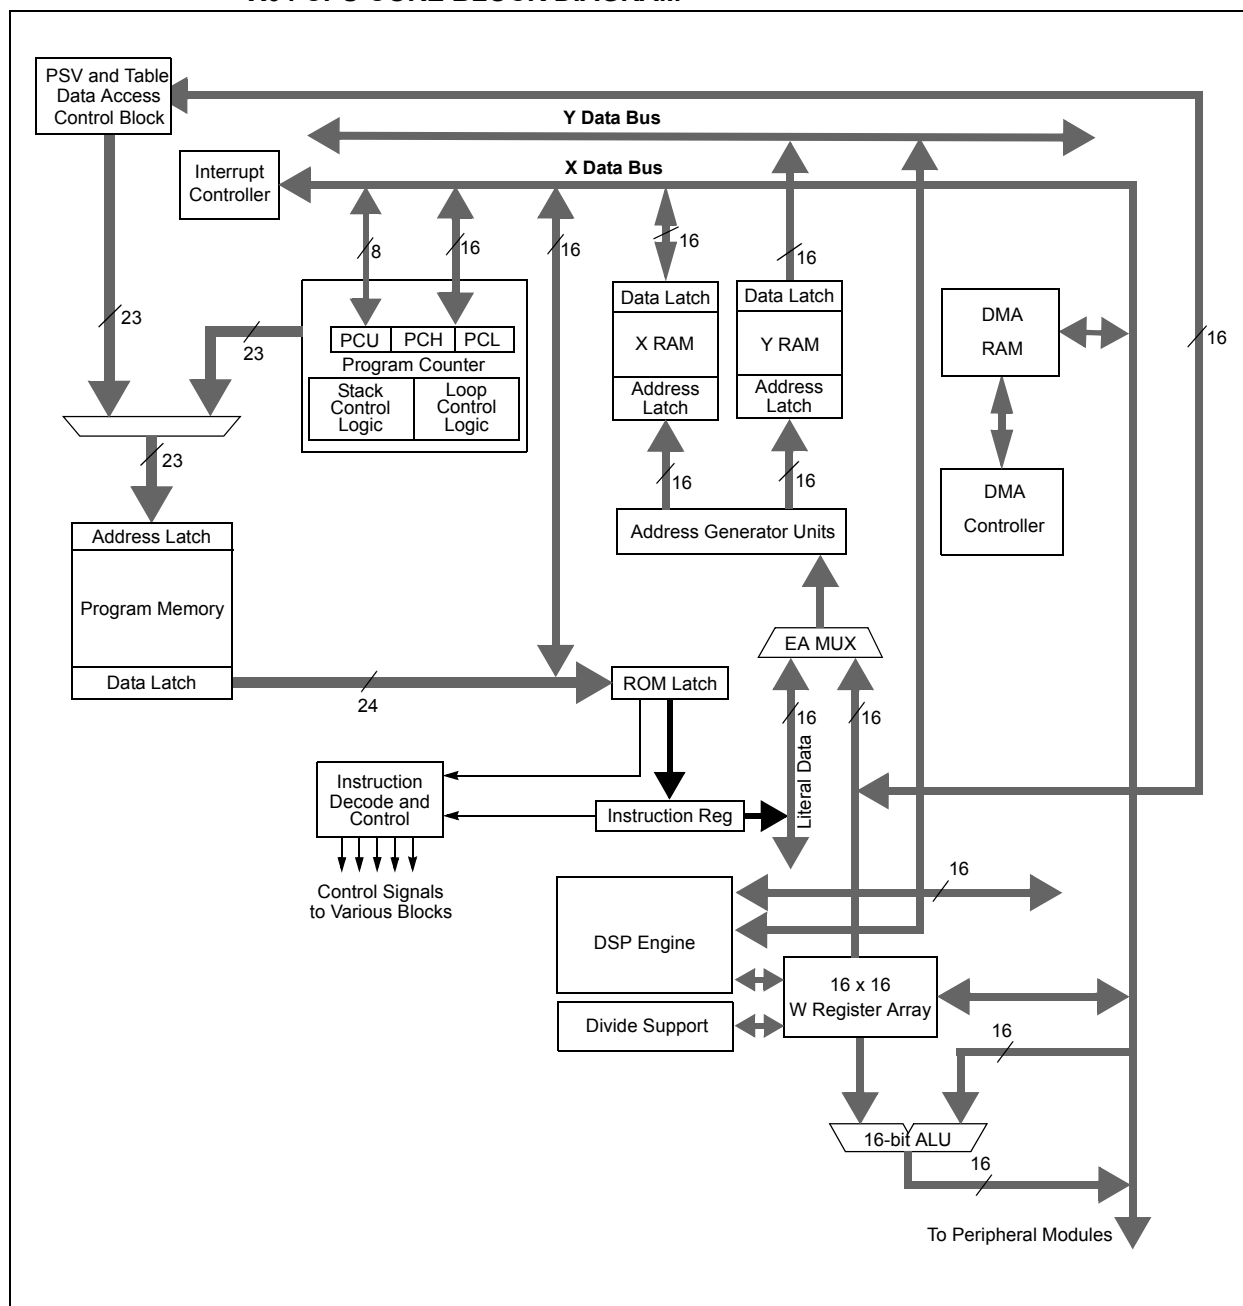 PSV and Table
Data Access
Control Block
Y Data Bus
X Data Bus
Interrupt
Controller
8
16
16
16
16
23
23
16
PCU
PCH
PCL
Program Counter
Stack
Control
Logic
Loop
Control
Logic
Data Latch
X RAM
Address
Latch
Data Latch
Y RAM
Address
Latch
DMA
RAM
23
16
16
DMA
Controller
Address Latch
Program Memory
Data Latch
Address Generator Units
EA MUX
24
ROM Latch
16
16
Literal Data
Instruction
Decode and
Control
Instruction Reg
Control Signals
to Various Blocks
16
DSP Engine
Divide Support
16 x 16
W Register Array
16
16-bit ALU
16
To Peripheral Modules